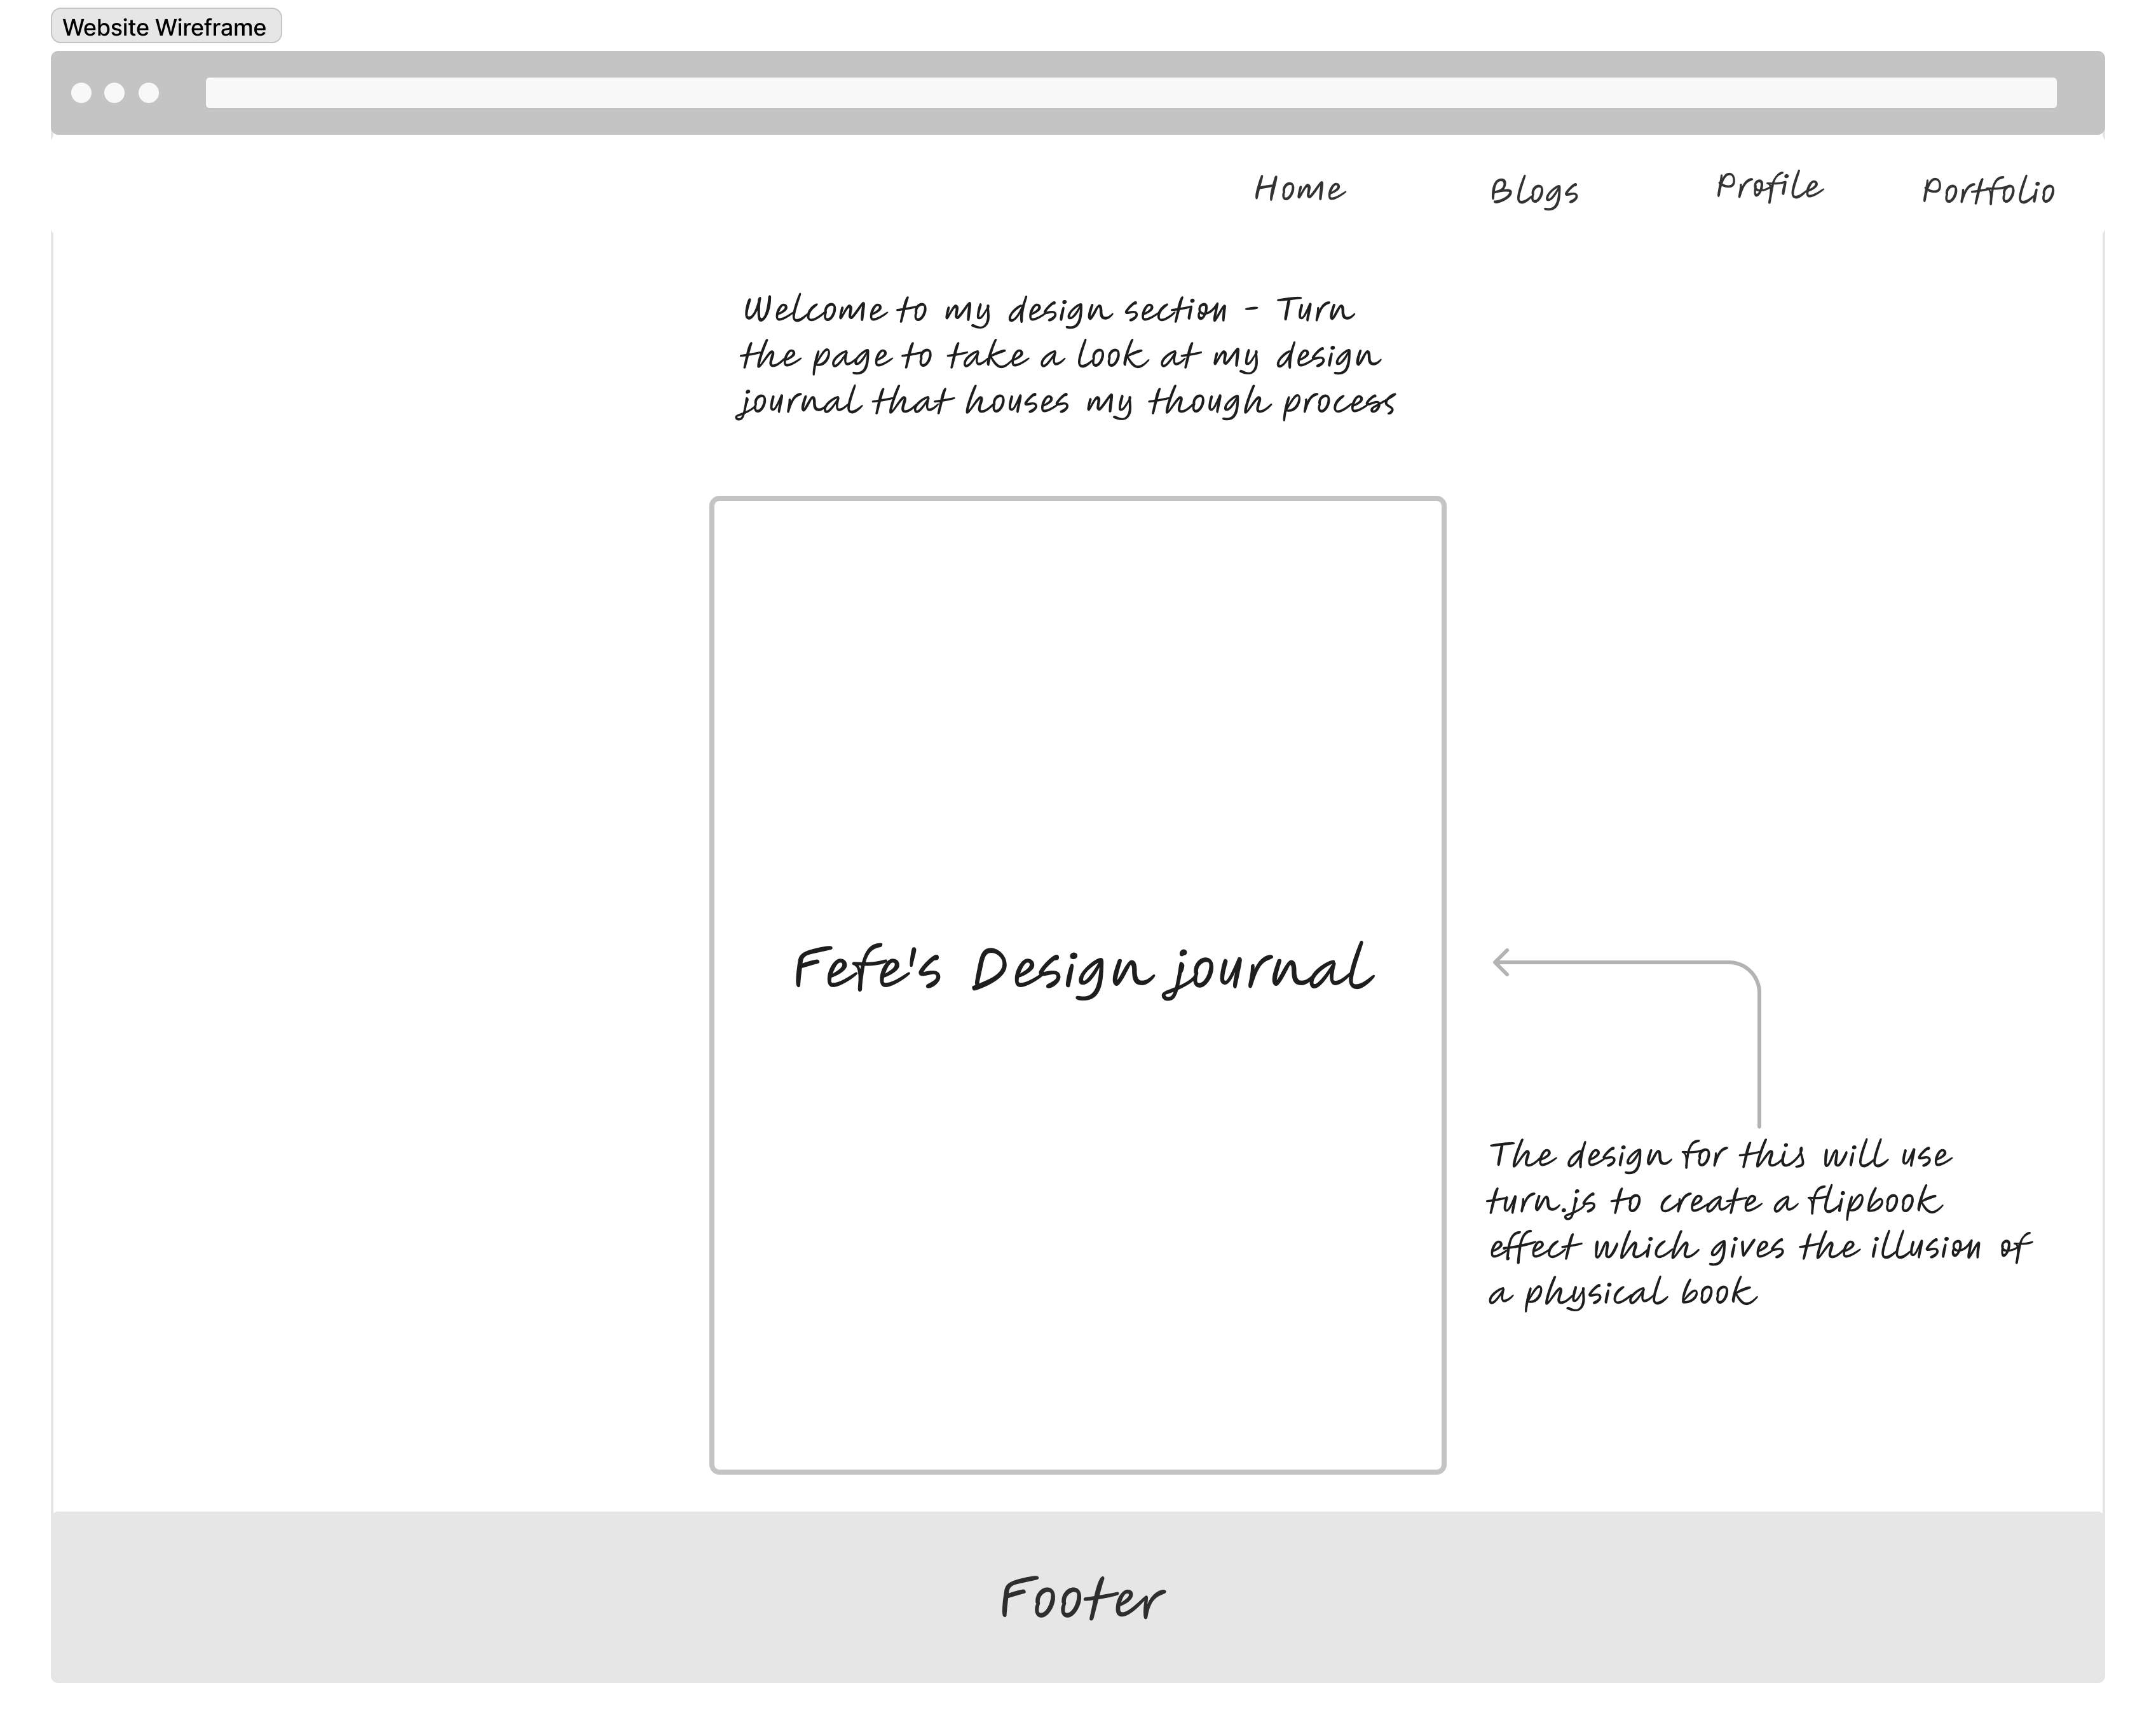 Website Wireframe
Home Blogs Profile Portfolio
Welcome to my design section - Turn
the page to take a look at my design
journal that houses my though process
Fefe's Design journal
The design for this will use
turn.js to create a flipbook
effect which gives the illusion of
a physical book
Footer